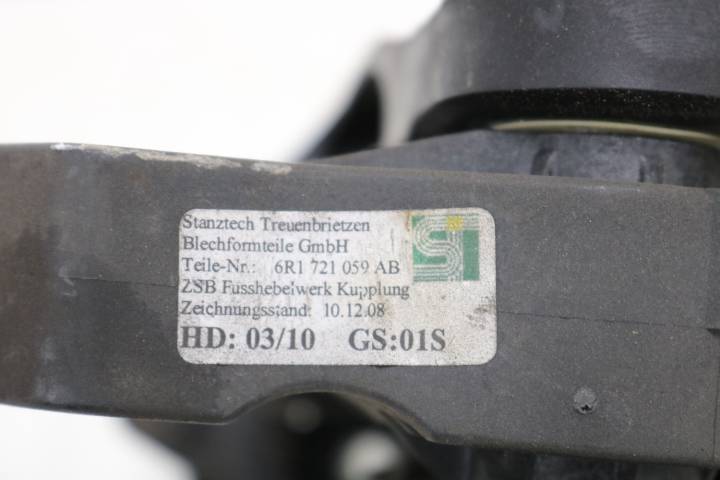 Stanztech Treuenbrietzen
Blechformteile GmbH
Teile-Nr.: 6R1 721 059 AB
ZSB Fusshebelwerk Kupplung
Zeichnungsstand: 10.12.08
HD: 03/10 GS:01S